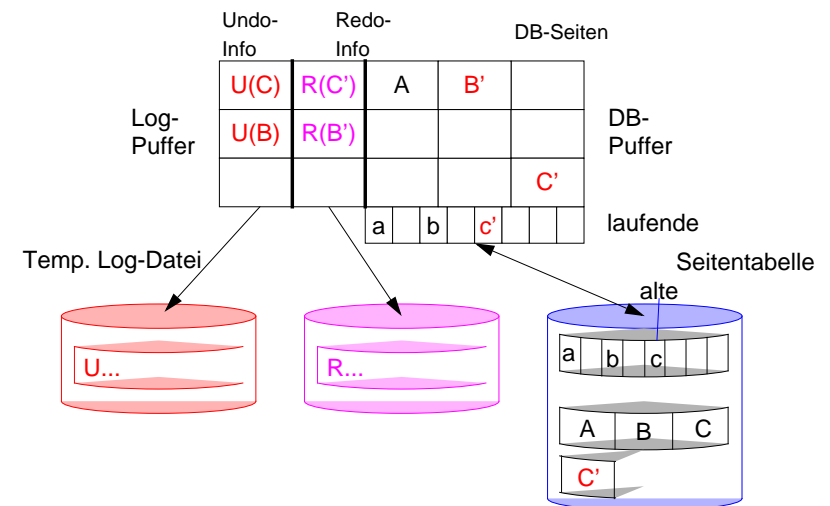 Undo-
Info
Redo-
Info
DB-Seiten
U(C) R(C') A B'
Log-
Puffer
U(B) R(B')
DB-
Puffer
C'
a b c'
laufende
Temp. Log-Datei
Seitentabelle
alte
U...
R...
a b c
A B C
C'